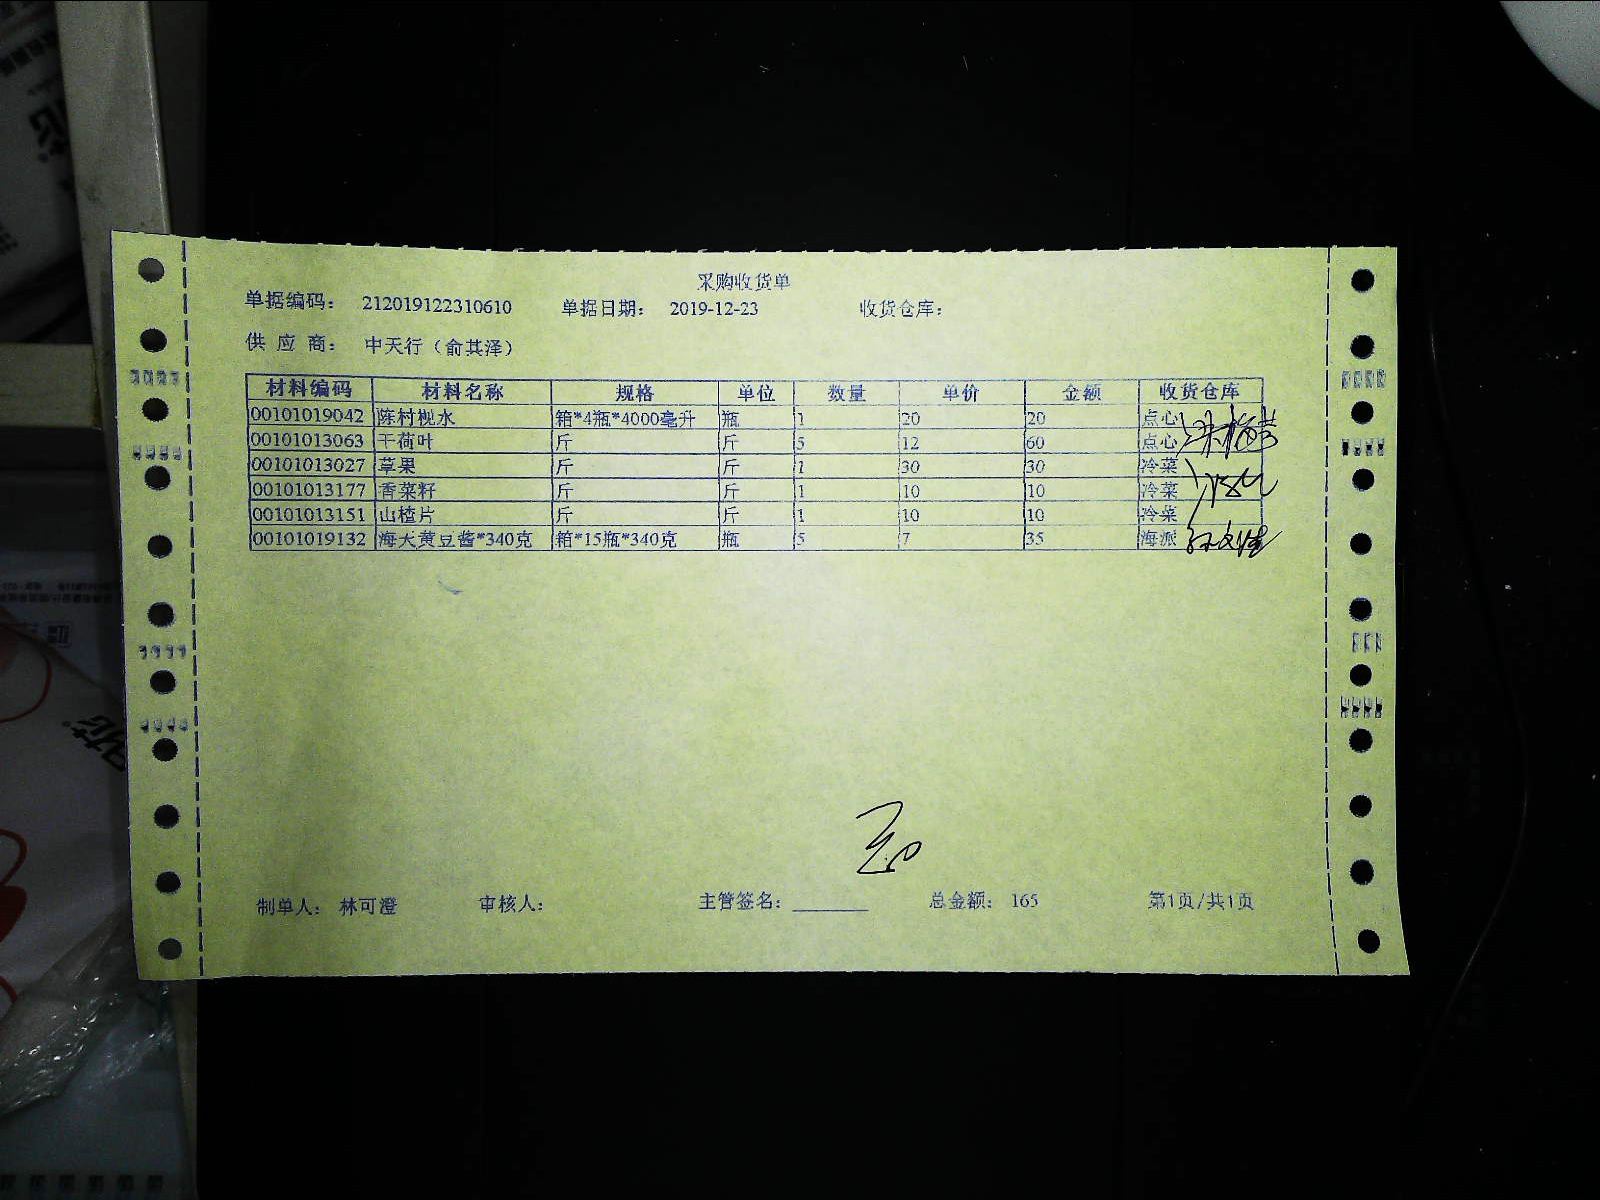 采购收货单
单据编码： 212019122310610 单据日期： 2019-12-23 收货仓库：
供 应 商： 中天行（俞其泽）
材料编码 材料名称 规格 单位 数量 单价 金额 收货仓库
00101019042 陈村枧水 箱*4瓶*4000毫升 瓶 1 20 20 点心
00101013063 干荷叶 斤 斤 5 12 60 点心
00101013027 草果 斤 斤 1 30 30 冷菜
00101013177 香菜籽 斤 斤 1 10 10 冷菜
00101013151 山楂片 斤 斤 1 10 10 冷菜
00101019132 海天黄豆酱*340克 箱*15瓶*340克 瓶 5 7 35 海派
制单人： 林可澄 审核人： 主管签名：________ 总金额： 165 第1页/共1页